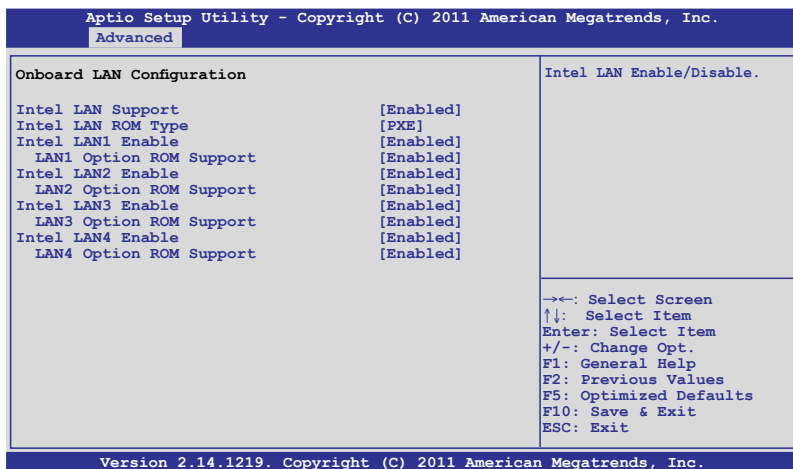 Aptio Setup Utility - Copyright (C) 2011 American Megatrends, Inc.
Advanced
Onboard LAN Configuration
Intel LAN Support [Enabled]
Intel LAN ROM Type [PXE]
Intel LAN1 Enable [Enabled]
LAN1 Option ROM Support [Enabled]
Intel LAN2 Enable [Enabled]
LAN2 Option ROM Support [Enabled]
Intel LAN3 Enable [Enabled]
LAN3 Option ROM Support [Enabled]
Intel LAN4 Enable [Enabled]
LAN4 Option ROM Support [Enabled]
Intel LAN Enable/Disable.
→←: Select Screen
↑↓: Select Item
Enter: Select Item
+/-: Change Opt.
F1: General Help
F2: Previous Values
F5: Optimized Defaults
F10: Save & Exit
ESC: Exit
Version 2.14.1219. Copyright (C) 2011 American Megatrends, Inc.